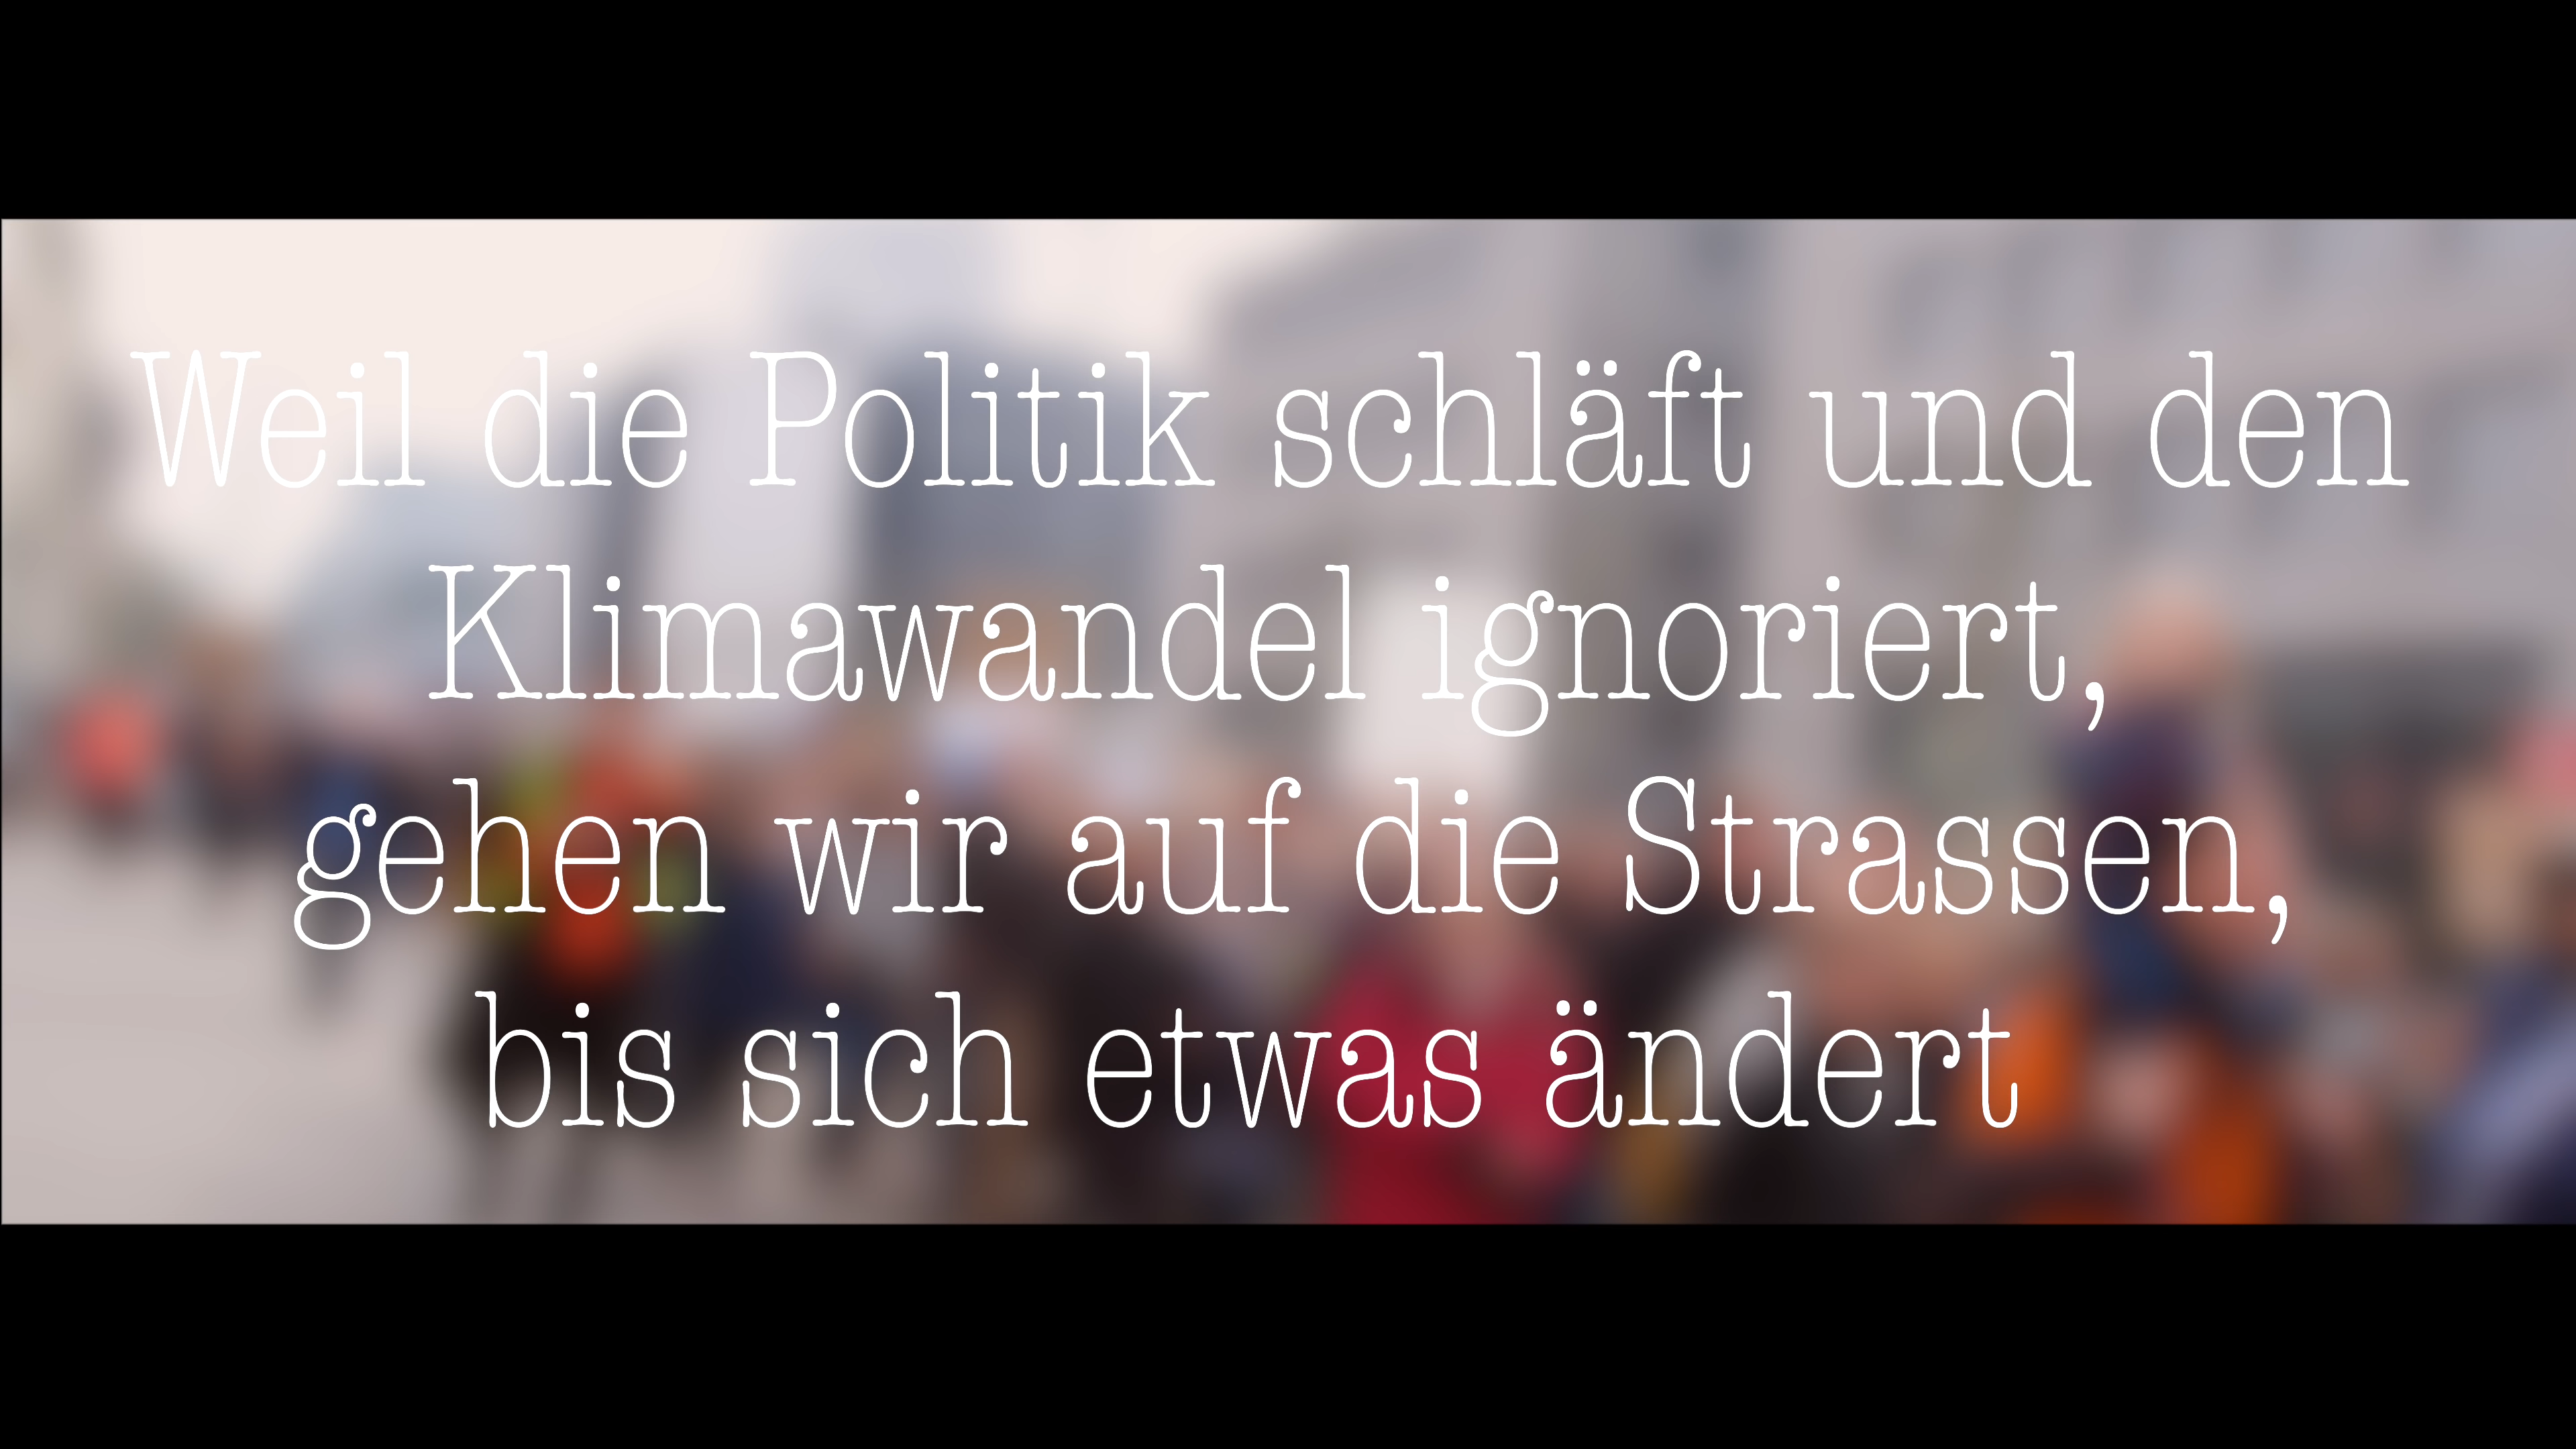 Weil die Politik schläft und den
Klimawandel ignoriert,
gehen wir auf die Strassen,
bis sich etwas ändert